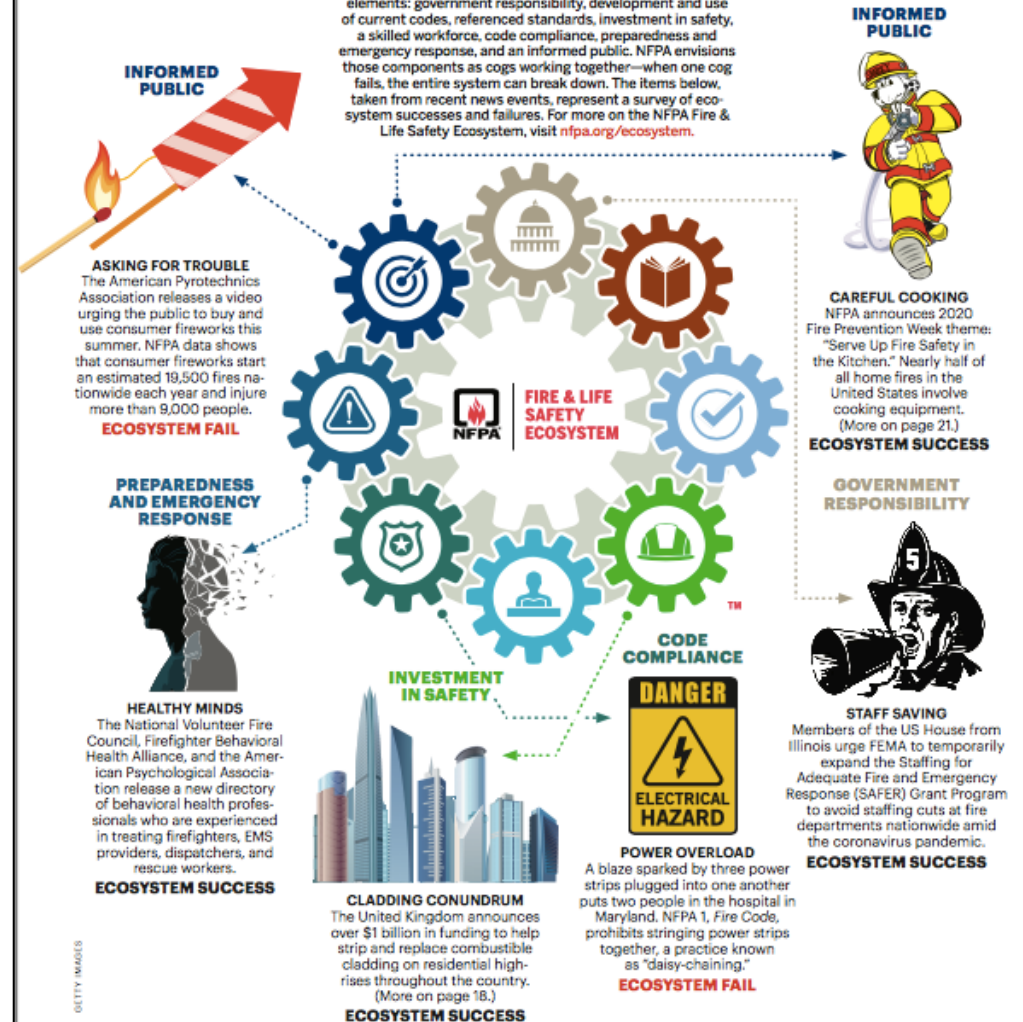 elements: government responsibility, development and use
of current codes, referenced standards, investment in safety,
a skilled workforce, code compliance, preparedness and
emergency response, and an informed public. NFPA envisions
those components as cogs working together—when one cog
fails, the entire system can break down. The items below,
taken from recent news events, represent a survey of eco-
system successes and failures. For more on the NFPA Fire &
Life Safety Ecosystem, visit nfpa.org/ecosystem.
INFORMED
PUBLIC
ASKING FOR TROUBLE
The American Pyrotechnics
Association releases a video
urging the public to buy and
use consumer fireworks this
summer. NFPA data shows
that consumer fireworks start
an estimated 19,500 fires na-
tionwide each year and injure
more than 9,000 people.
ECOSYSTEM FAIL
INFORMED
PUBLIC
CAREFUL COOKING
NFPA announces 2020
Fire Prevention Week theme:
"Serve Up Fire Safety in
the Kitchen." Nearly half of
all home fires in the
United States involve
cooking equipment.
(More on page 21.)
ECOSYSTEM SUCCESS
NFPA
FIRE & LIFE
SAFETY
ECOSYSTEM
TM
PREPAREDNESS
AND EMERGENCY
RESPONSE
HEALTHY MINDS
The National Volunteer Fire
Council, Firefighter Behavioral
Health Alliance, and the Amer-
ican Psychological Associa-
tion release a new directory
of behavioral health profes-
sionals who are experienced
in treating firefighters, EMS
providers, dispatchers, and
rescue workers.
ECOSYSTEM SUCCESS
INVESTMENT
IN SAFETY
CLADDING CONUNDRUM
The United Kingdom announces
over $1 billion in funding to help
strip and replace combustible
cladding on residential high-
rises throughout the country.
(More on page 18.)
ECOSYSTEM SUCCESS
CODE
COMPLIANCE
DANGER
ELECTRICAL
HAZARD
POWER OVERLOAD
A blaze sparked by three power
strips plugged into one another
puts two people in the hospital in
Maryland. NFPA 1, Fire Code,
prohibits stringing power strips
together, a practice known
as "daisy-chaining."
ECOSYSTEM FAIL
GOVERNMENT
RESPONSIBILITY
5
STAFF SAVING
Members of the US House from
Illinois urge FEMA to temporarily
expand the Staffing for
Adequate Fire and Emergency
Response (SAFER) Grant Program
to avoid staffing cuts at fire
departments nationwide amid
the coronavirus pandemic.
ECOSYSTEM SUCCESS
GETTY IMAGES